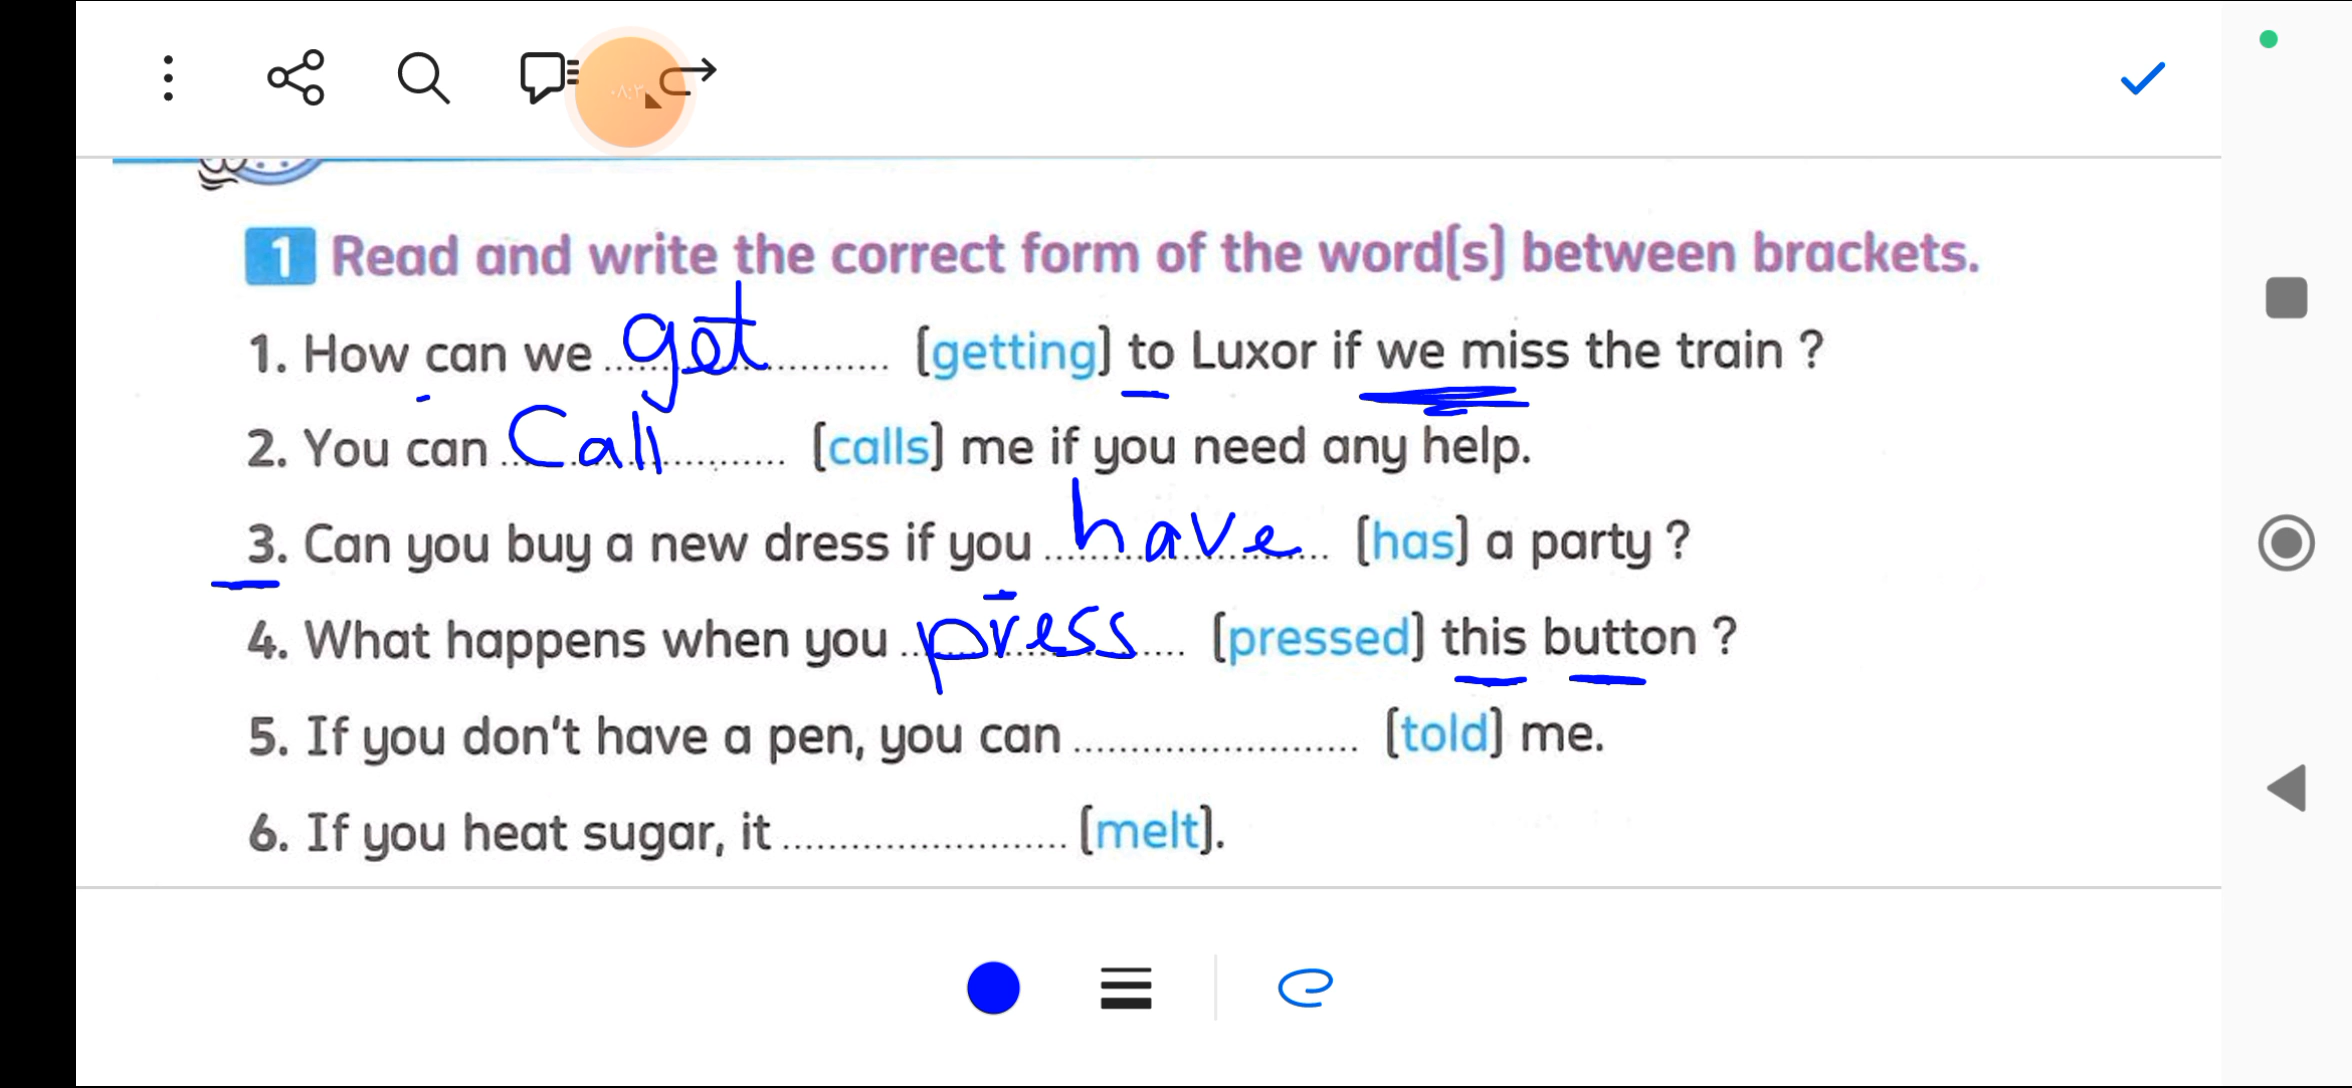 1 Read and write the correct form of the word(s) between brackets.
1. How can we get [getting] to Luxor if we miss the train ?
2. You can Call [calls] me if you need any help.
3. Can you buy a new dress if you have [has] a party ?
4. What happens when you press [pressed] this button ?
5. If you don't have a pen, you can ........................ [told] me.
6. If you heat sugar, it ........................ [melt].